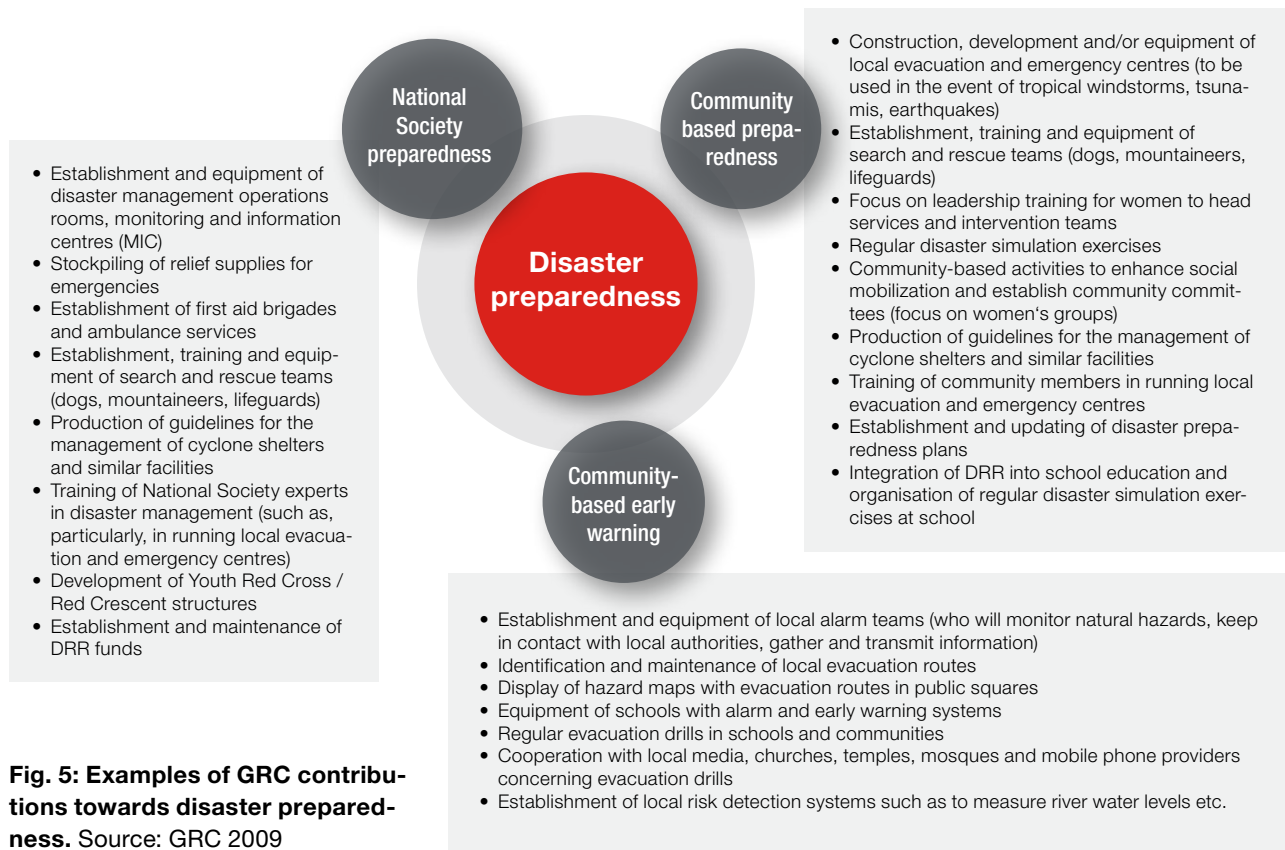 National
Society
preparedness
Community
based prepa-
redness
Disaster
preparedness
Community-
based early
warning
• Establishment and equipment of
disaster management operations
rooms, monitoring and information
centres (MIC)
• Stockpiling of relief supplies for
emergencies
• Establishment of first aid brigades
and ambulance services
• Establishment, training and equip-
ment of search and rescue teams
(dogs, mountaineers, lifeguards)
• Production of guidelines for the
management of cyclone shelters
and similar facilities
• Training of National Society experts
in disaster management (such as,
particularly, in running local evacua-
tion and emergency centres)
• Development of Youth Red Cross /
Red Crescent structures
• Establishment and maintenance of
DRR funds
• Construction, development and/or equipment of
local evacuation and emergency centres (to be
used in the event of tropical windstorms, tsuna-
mis, earthquakes)
• Establishment, training and equipment of
search and rescue teams (dogs, mountaineers,
lifeguards)
• Focus on leadership training for women to head
services and intervention teams
• Regular disaster simulation exercises
• Community-based activities to enhance social
mobilization and establish community commit-
tees (focus on women‘s groups)
• Production of guidelines for the management of
cyclone shelters and similar facilities
• Training of community members in running local
evacuation and emergency centres
• Establishment and updating of disaster prepa-
redness plans
• Integration of DRR into school education and
organisation of regular disaster simulation exer-
cises at school
• Establishment and equipment of local alarm teams (who will monitor natural hazards, keep
in contact with local authorities, gather and transmit information)
• Identification and maintenance of local evacuation routes
• Display of hazard maps with evacuation routes in public squares
• Equipment of schools with alarm and early warning systems
• Regular evacuation drills in schools and communities
• Cooperation with local media, churches, temples, mosques and mobile phone providers
concerning evacuation drills
• Establishment of local risk detection systems such as to measure river water levels etc.
Fig. 5: Examples of GRC contribu-
tions towards disaster prepared-
ness. Source: GRC 2009